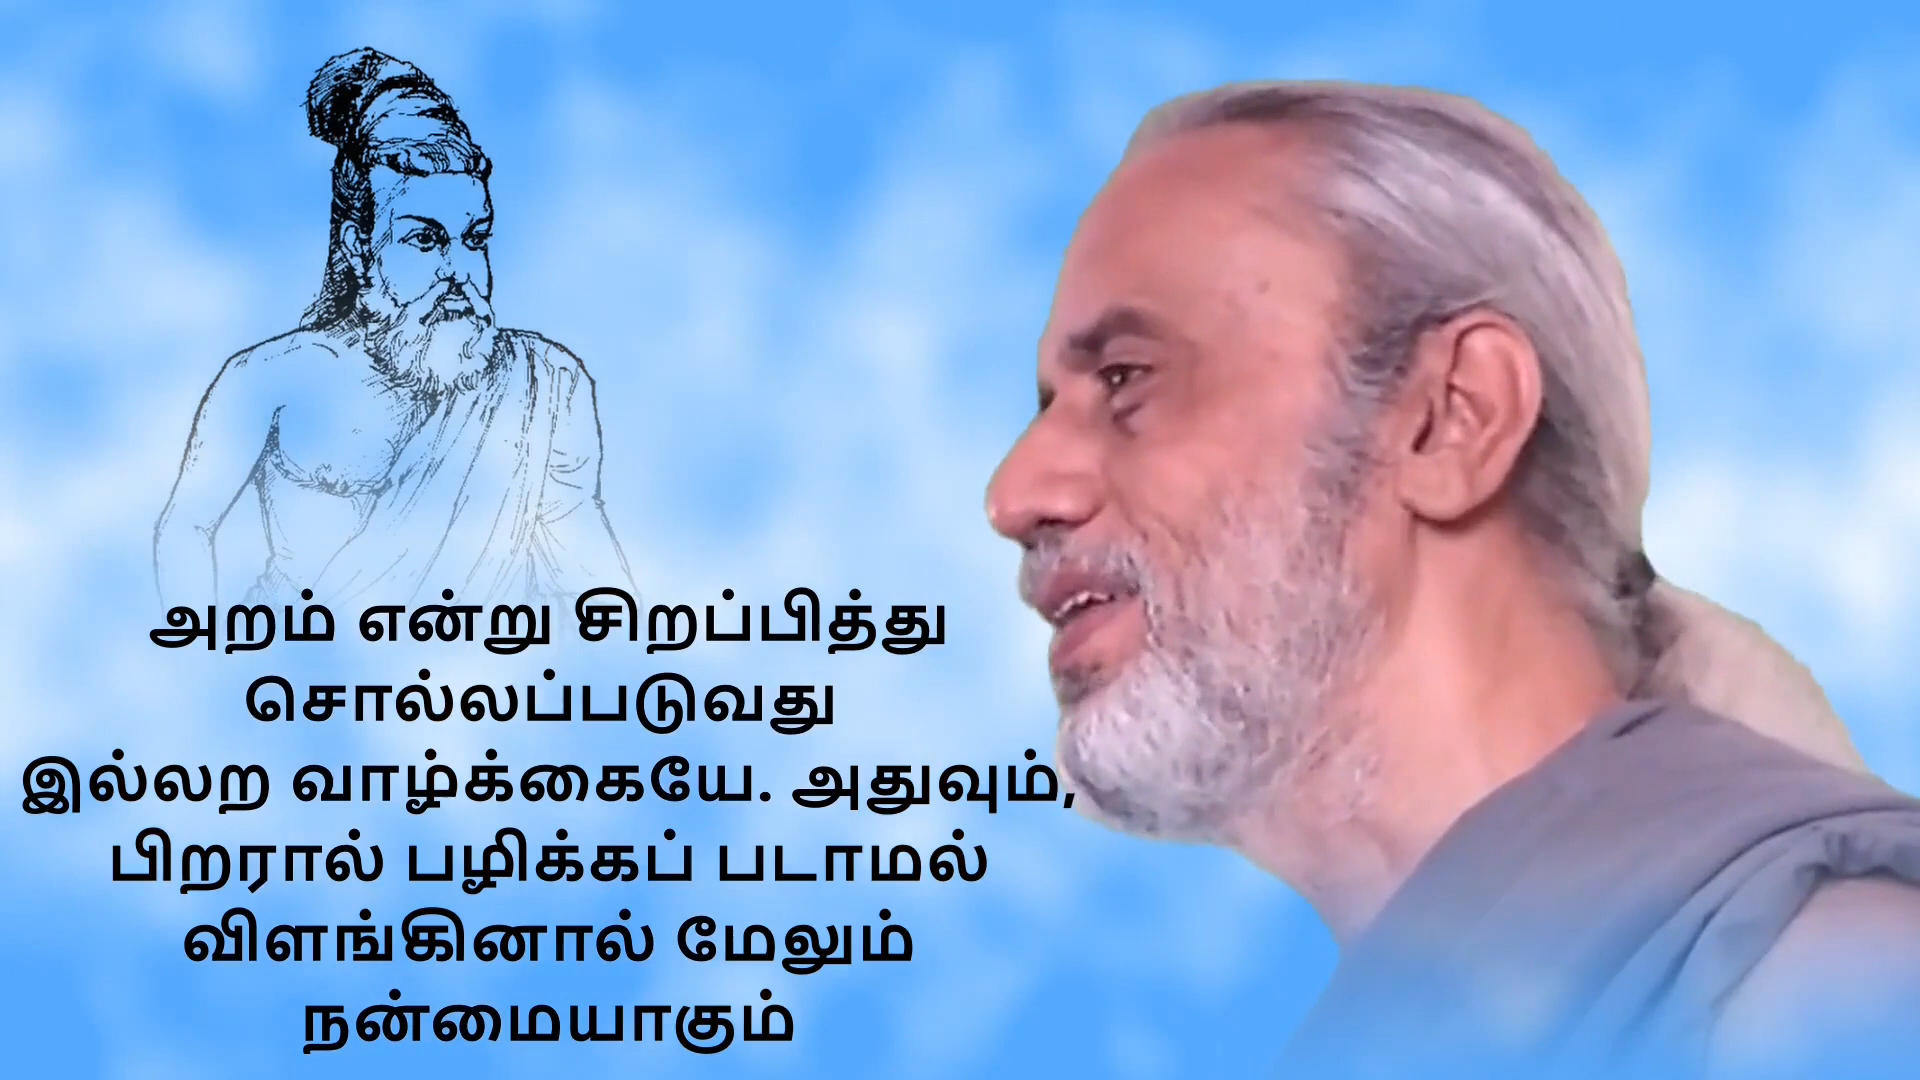 அறம் என்று சிறப்பித்து
சொல்லப்படுவது
இல்லற வாழ்க்கையே. அதுவும்,
பிறரால் பழிக்கப் படாமல்
விளங்கினால் மேலும்
நன்மையாகும்